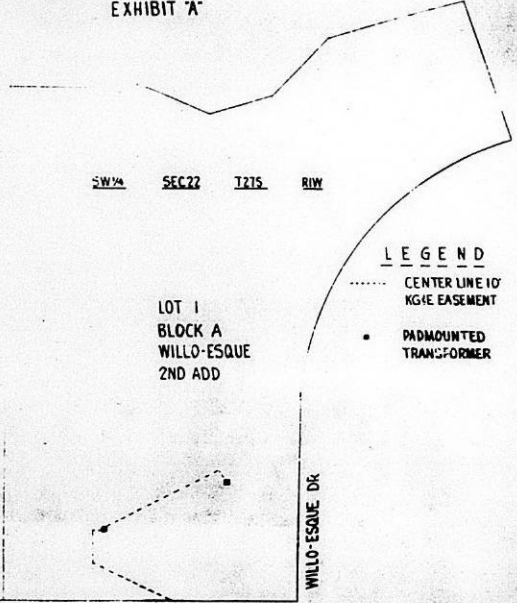 EXHIBIT "A"
SW¼ SEC22 T27S R1W
LEGEND
CENTER LINE 10'
KG&E EASEMENT
PADMOUNTED
TRANSFORMER
LOT 1
BLOCK A
WILLO-ESQUE
2ND ADD
WILLO-ESQUE DR